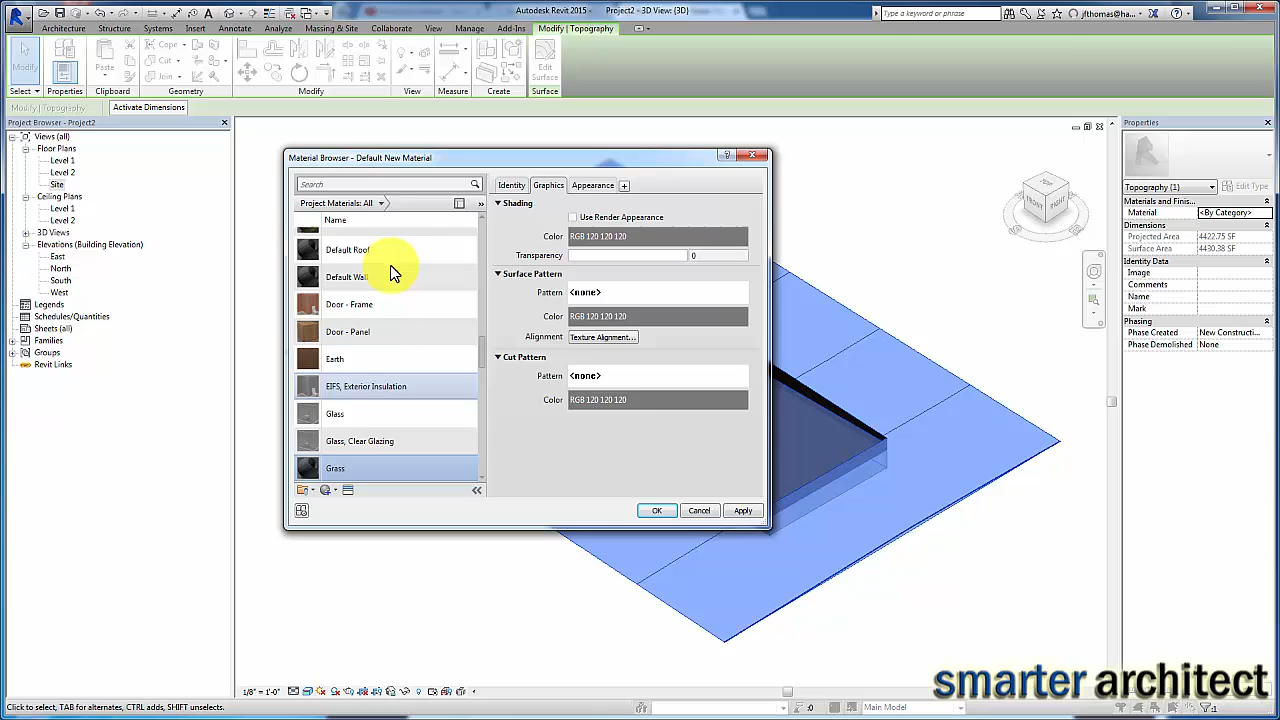 Autodesk Revit 2015 - Project2 - 3D View: {3D}
Type a keyword or phrase
jfthomas@ha...
Architecture Structure Systems Insert Annotate Analyze Massing & Site Collaborate View Manage Add-Ins Modify | Topography
Modify
Paste
Cope
Cut
Join
Edit
Surface
Select Properties Clipboard Geometry Modify View Measure Create Surface
Modify | Topography Activate Dimensions
Project Browser - Project2
Views (all)
Floor Plans
Level 1
Level 2
Site
Ceiling Plans
Level 1
Level 2
3D Views
Elevations (Building Elevation)
East
North
South
West
Legends
Schedules/Quantities
Sheets (all)
Families
Groups
Revit Links
Material Browser - Default New Material
Search
Project Materials: All
Name
Default Roof
Default Wall
Door - Frame
Door - Panel
Earth
EIFS, Exterior Insulation
Glass
Glass, Clear Glazing
Grass
Identity Graphics Appearance
Shading
Use Render Appearance
Color RGB 120 120 120
Transparency 0
Surface Pattern
Pattern <none>
Color RGB 120 120 120
Alignment Texture Alignment...
Cut Pattern
Pattern <none>
Color RGB 120 120 120
OK Cancel Apply
TOP
FRONT
RIGHT
Properties
Topography (1) Edit Type
Materials and Finis...
Material <By Category>
Dimensions
Projected Area 4422.75 SF
Surface Area 4430.38 SF
Identity Data
Image
Comments
Name
Mark
Phasing
Phase Created New Constructi...
Phase Demolished None
1/8" = 1'-0"
Click to select, TAB for alternates, CTRL adds, SHIFT unselects.
:0
Main Model
:1
smarter architect